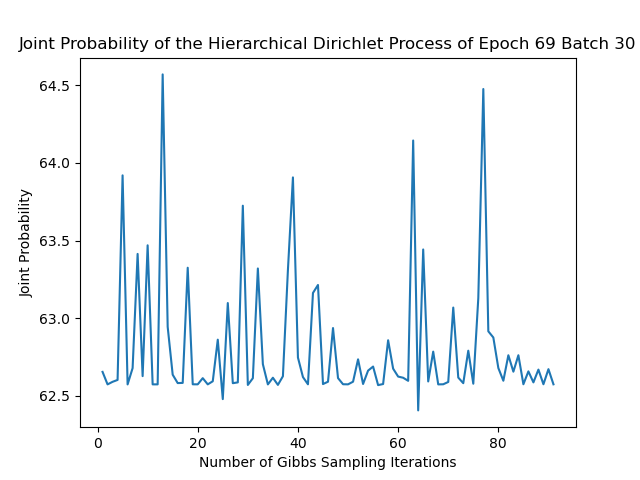 Joint Probability of the Hierarchical Dirichlet Process of Epoch 69 Batch 30
64.5
64.0
63.5
63.0
62.5
Joint Probability
0 20 40 60 80
Number of Gibbs Sampling Iterations